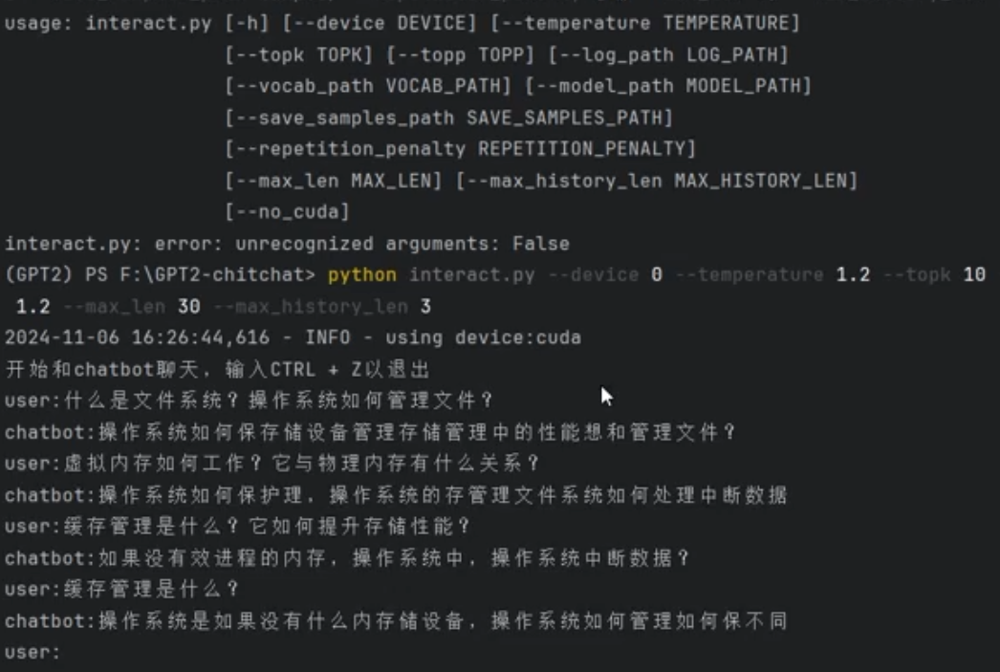 usage: interact.py [-h] [--device DEVICE] [--temperature TEMPERATURE]
[--topk TOPK] [--topp TOPP] [--log_path LOG_PATH]
[--vocab_path VOCAB_PATH] [--model_path MODEL_PATH]
[--save_samples_path SAVE_SAMPLES_PATH]
[--repetition_penalty REPETITION_PENALTY]
[--max_len MAX_LEN] [--max_history_len MAX_HISTORY_LEN]
[--no_cuda]
interact.py: error: unrecognized arguments: False
(GPT2) PS F:\GPT2-chitchat> python interact.py --device 0 --temperature 1.2 --topk 10
1.2 --max_len 30 --max_history_len 3
2024-11-06 16:26:44,616 - INFO - using device:cuda
开始和chatbot聊天，输入CTRL + Z以退出
user:什么是文件系统？操作系统如何管理文件？
chatbot:操作系统如何保存储设备管理存储管理中的性能想和管理文件？
user:虚拟内存如何工作？它与物理内存有什么关系？
chatbot:操作系统如何保护理，操作系统的存管理文件系统如何处理中断数据
user:缓存管理是什么？它如何提升存储性能？
chatbot:如果没有效进程的内存，操作系统中，操作系统中断数据？
user:缓存管理是什么？
chatbot:操作系统是如果没有什么内存储设备，操作系统如何管理如何保不同
user: